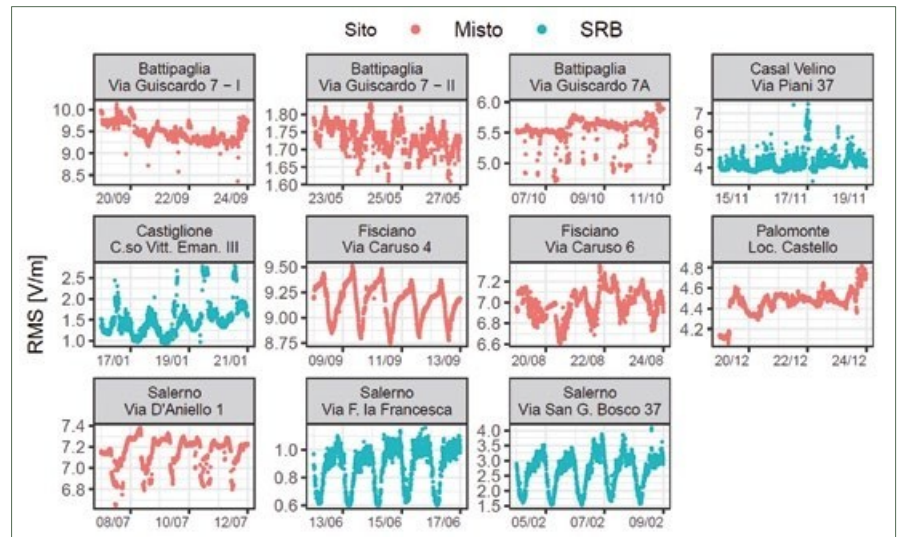 Sito Misto SRB
RMS [V/m]
Battipaglia
Via Guiscardo 7 – I
10.0
9.5
9.0
8.5
20/09 22/09 24/09
Battipaglia
Via Guiscardo 7 – II
1.80
1.75
1.70
1.65
1.60
23/05 25/05 27/05
Battipaglia
Via Guiscardo 7A
6.0
5.5
5.0
07/10 09/10 11/10
Casal Velino
Via Piani 37
7
6
5
4
15/11 17/11 19/11
Castiglione
C.so Vitt. Eman. III
2.5
2.0
1.5
1.0
17/01 19/01 21/01
Fisciano
Via Caruso 4
9.50
9.25
9.00
8.75
09/09 11/09 13/09
Fisciano
Via Caruso 6
7.2
7.0
6.8
6.6
20/08 22/08 24/08
Palomonte
Loc. Castello
4.8
4.6
4.4
4.2
20/12 22/12 24/12
Salerno
Via D'Aniello 1
7.4
7.2
7.0
6.8
08/07 10/07 12/07
Salerno
Via F. la Francesca
1.0
0.8
0.6
13/06 15/06 17/06
Salerno
Via San G. Bosco 37
4.0
3.5
3.0
2.5
2.0
1.5
05/02 07/02 09/02